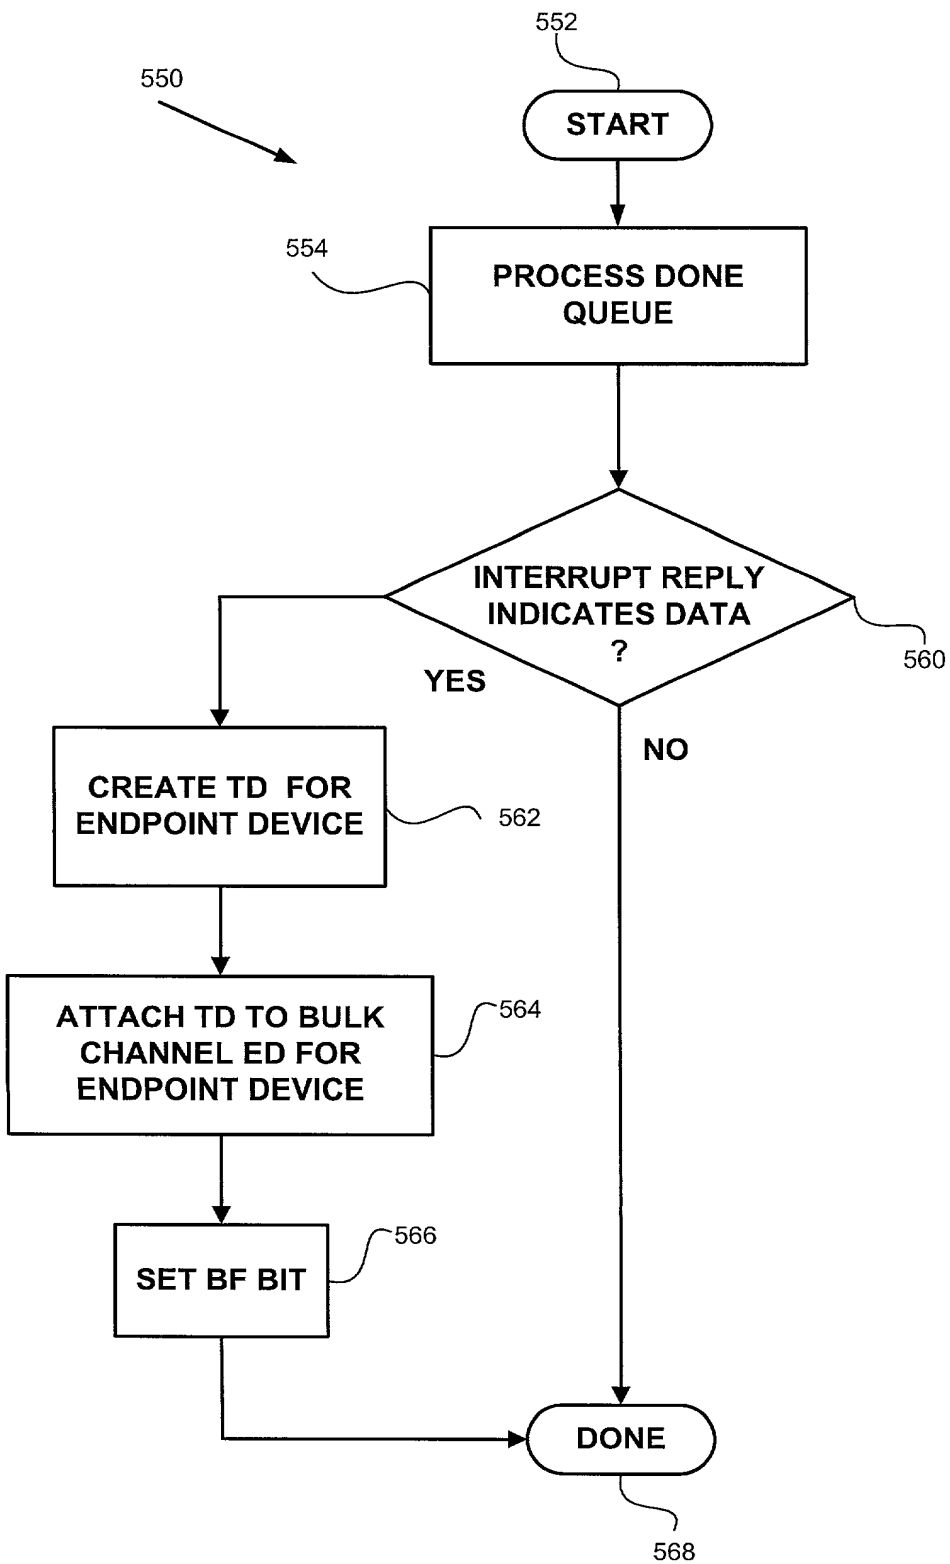 552
550
START
554
PROCESS DONE
QUEUE
INTERRUPT REPLY
INDICATES DATA
?
560
YES
NO
CREATE TD FOR
ENDPOINT DEVICE
562
ATTACH TD TO BULK
CHANNEL ED FOR
ENDPOINT DEVICE
564
SET BF BIT
566
DONE
568